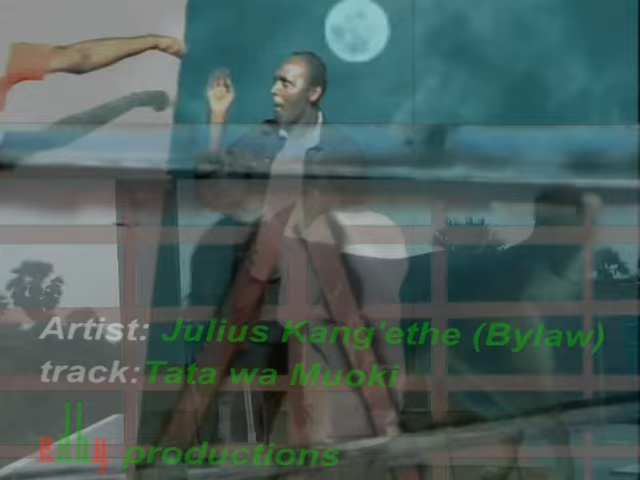 Artist: Julius Kang'ethe (Bylaw)
track:Tata wa Muoki
productions